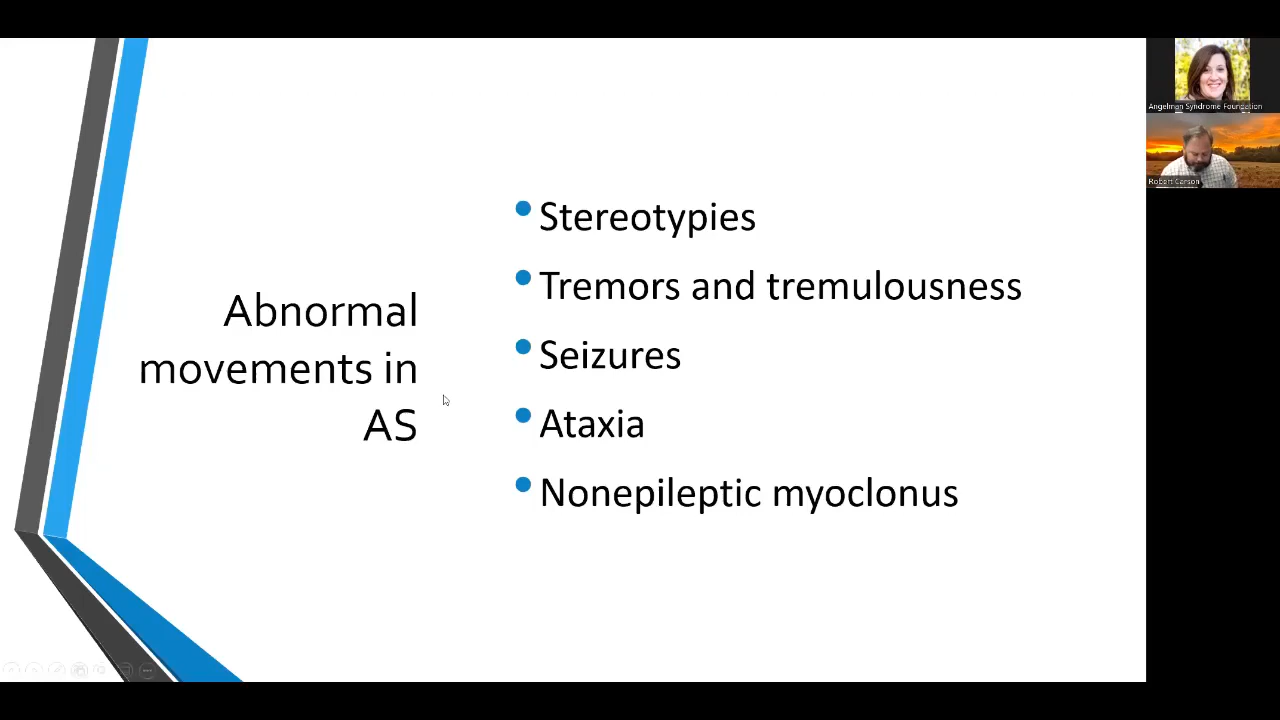 Abnormal
movements in
AS
Stereotypies
Tremors and tremulousness
Seizures
Ataxia
Nonepileptic myoclonus
Angelman Syndrome Foundation
Robert Carson